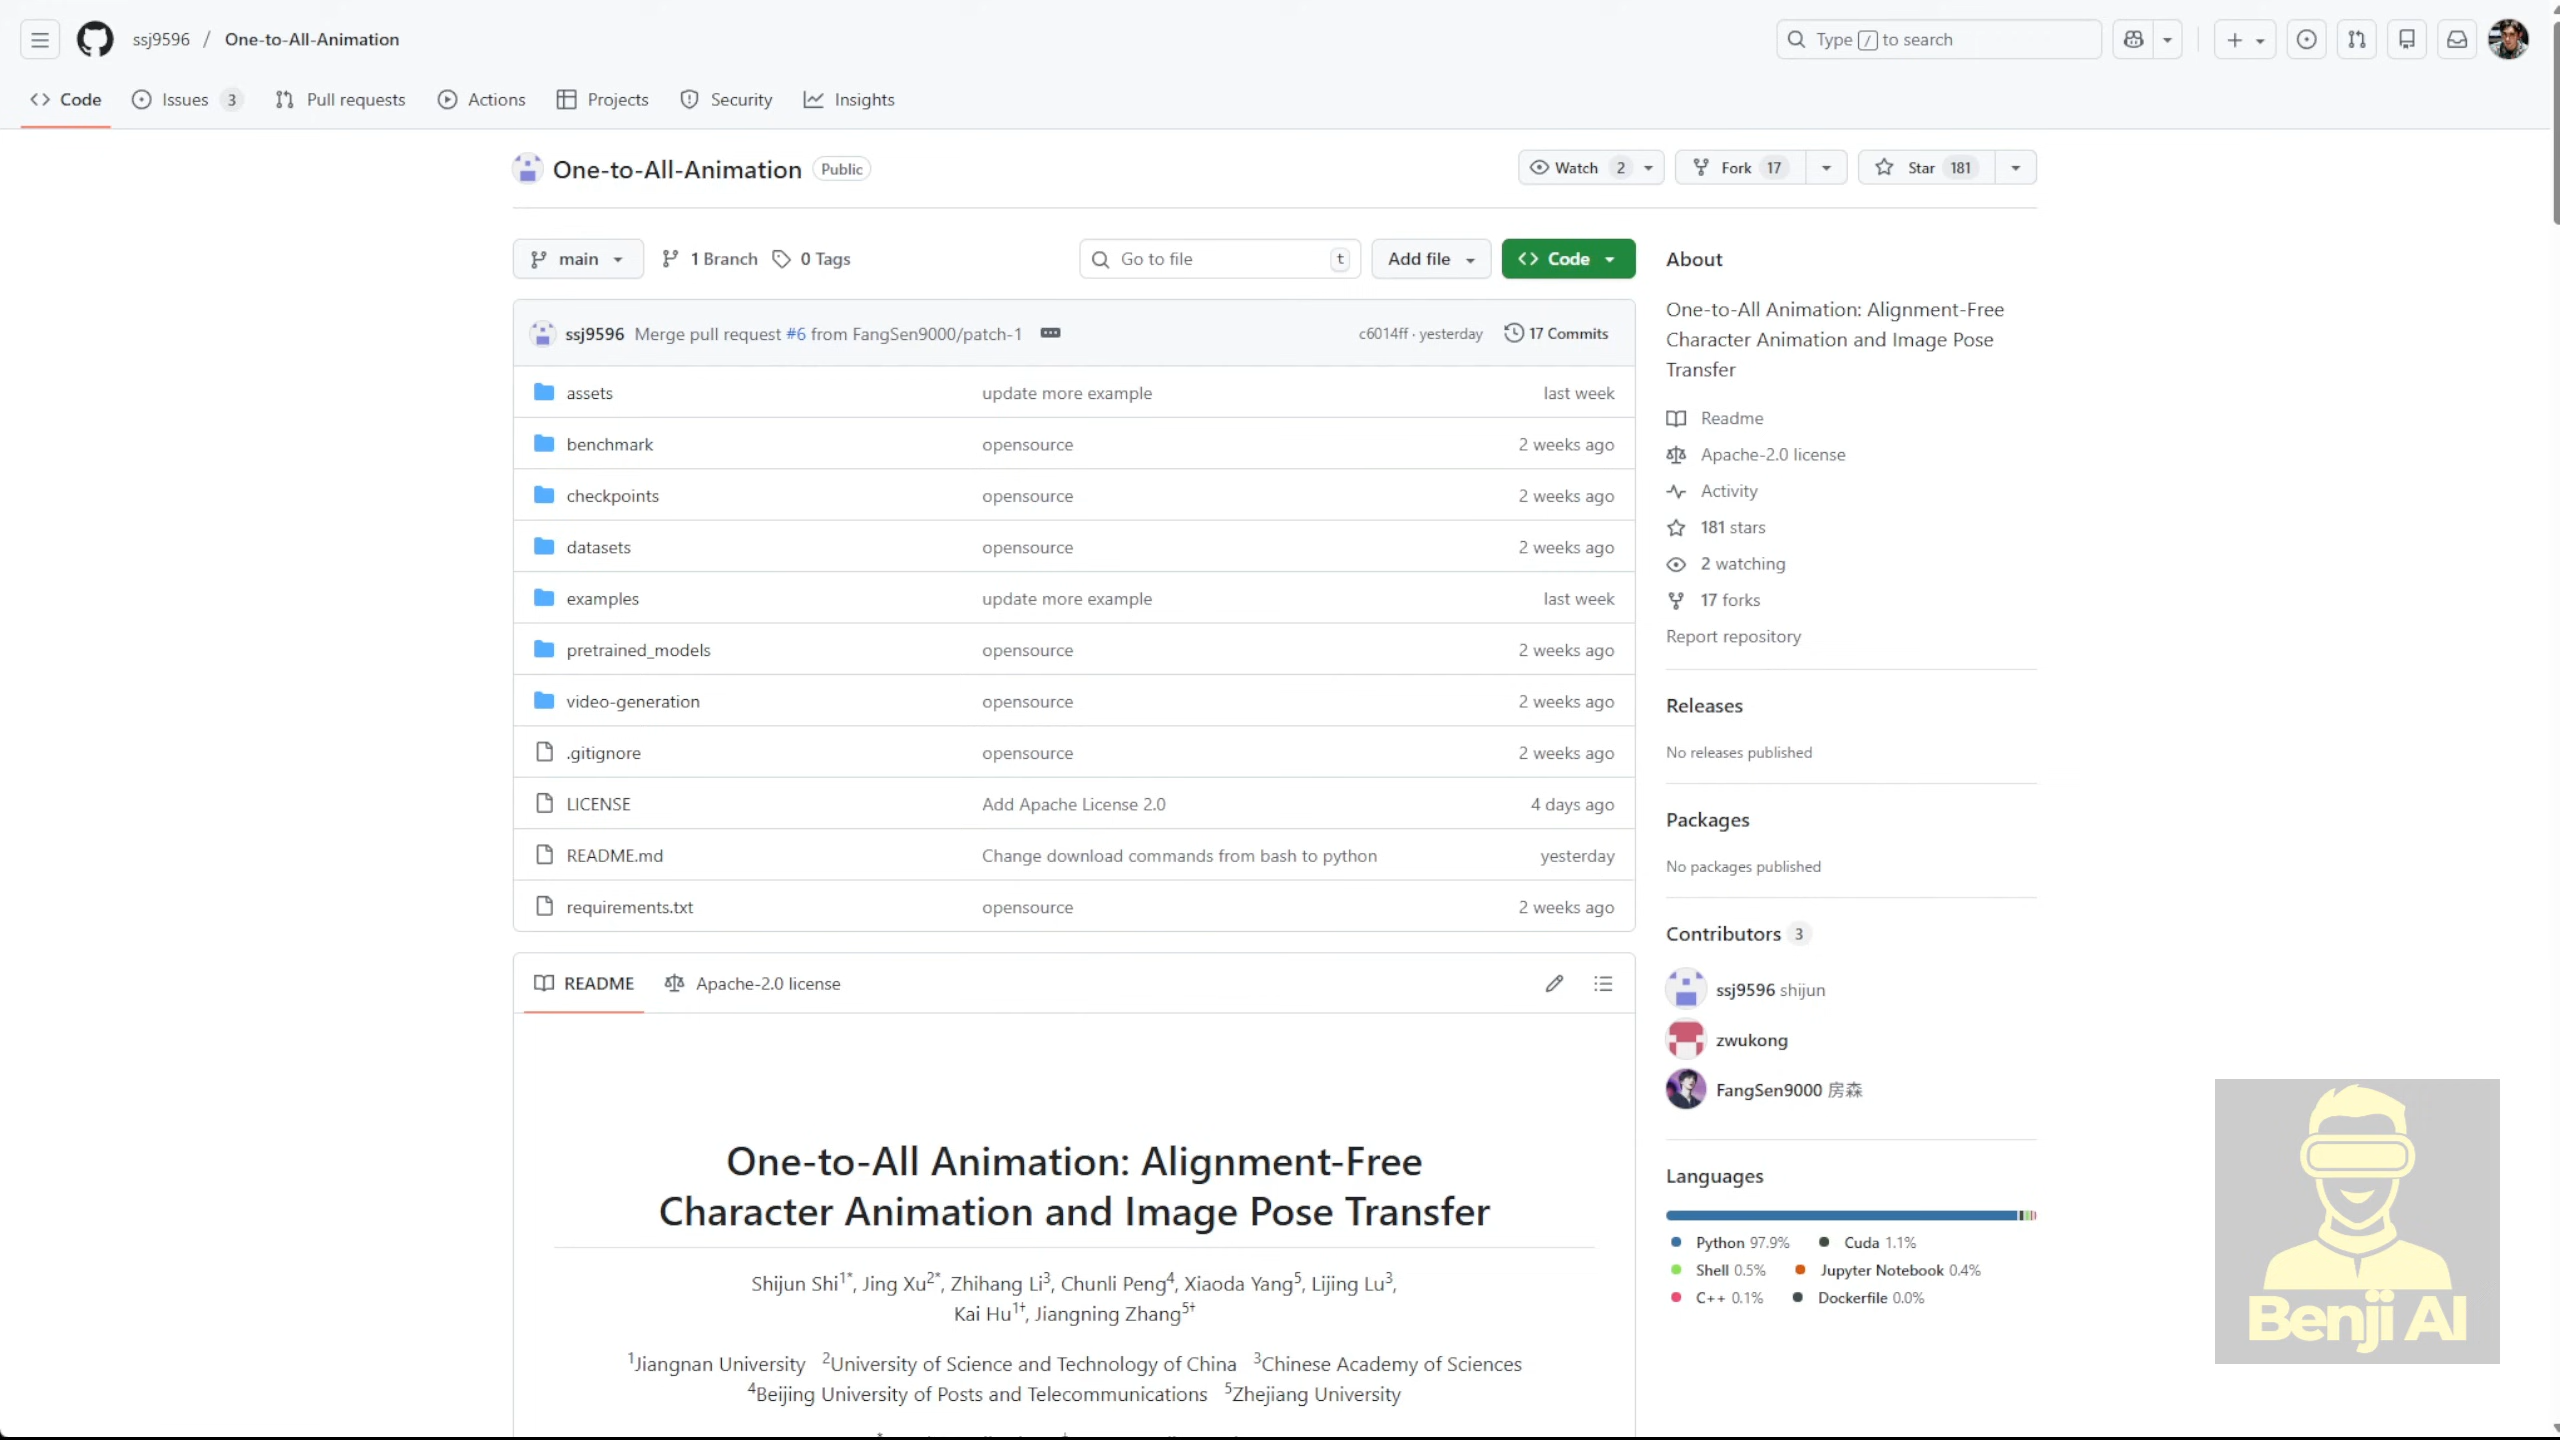 ssj9596 / One-to-All-Animation
Type / to search
Code Issues 3 Pull requests Actions Projects Security Insights
One-to-All-Animation Public
Watch 2 Fork 17 Star 181
main 1 Branch 0 Tags Go to file t Add file Code
ssj9596 Merge pull request #6 from FangSen9000/patch-1 c6014ff · yesterday 17 Commits
assets update more example last week
benchmark opensource 2 weeks ago
checkpoints opensource 2 weeks ago
datasets opensource 2 weeks ago
examples update more example last week
pretrained_models opensource 2 weeks ago
video-generation opensource 2 weeks ago
.gitignore opensource 2 weeks ago
LICENSE Add Apache License 2.0 4 days ago
README.md Change download commands from bash to python yesterday
requirements.txt opensource 2 weeks ago
README Apache-2.0 license
One-to-All Animation: Alignment-Free
Character Animation and Image Pose Transfer
Shijun Shi1*, Jing Xu2*, Zhihang Li3, Chunli Peng4, Xiaoda Yang5, Lijing Lu3,
Kai Hu1†, Jiangning Zhang5†
1Jiangnan University 2University of Science and Technology of China 3Chinese Academy of Sciences
4Beijing University of Posts and Telecommunications 5Zhejiang University
About
One-to-All Animation: Alignment-Free
Character Animation and Image Pose
Transfer
Readme
Apache-2.0 license
Activity
181 stars
2 watching
17 forks
Report repository
Releases
No releases published
Packages
No packages published
Contributors 3
ssj9596 shijun
zwukong
FangSen9000 房森
Languages
Python 97.9% Cuda 1.1%
Shell 0.5% Jupyter Notebook 0.4%
C++ 0.1% Dockerfile 0.0%
Benji AI